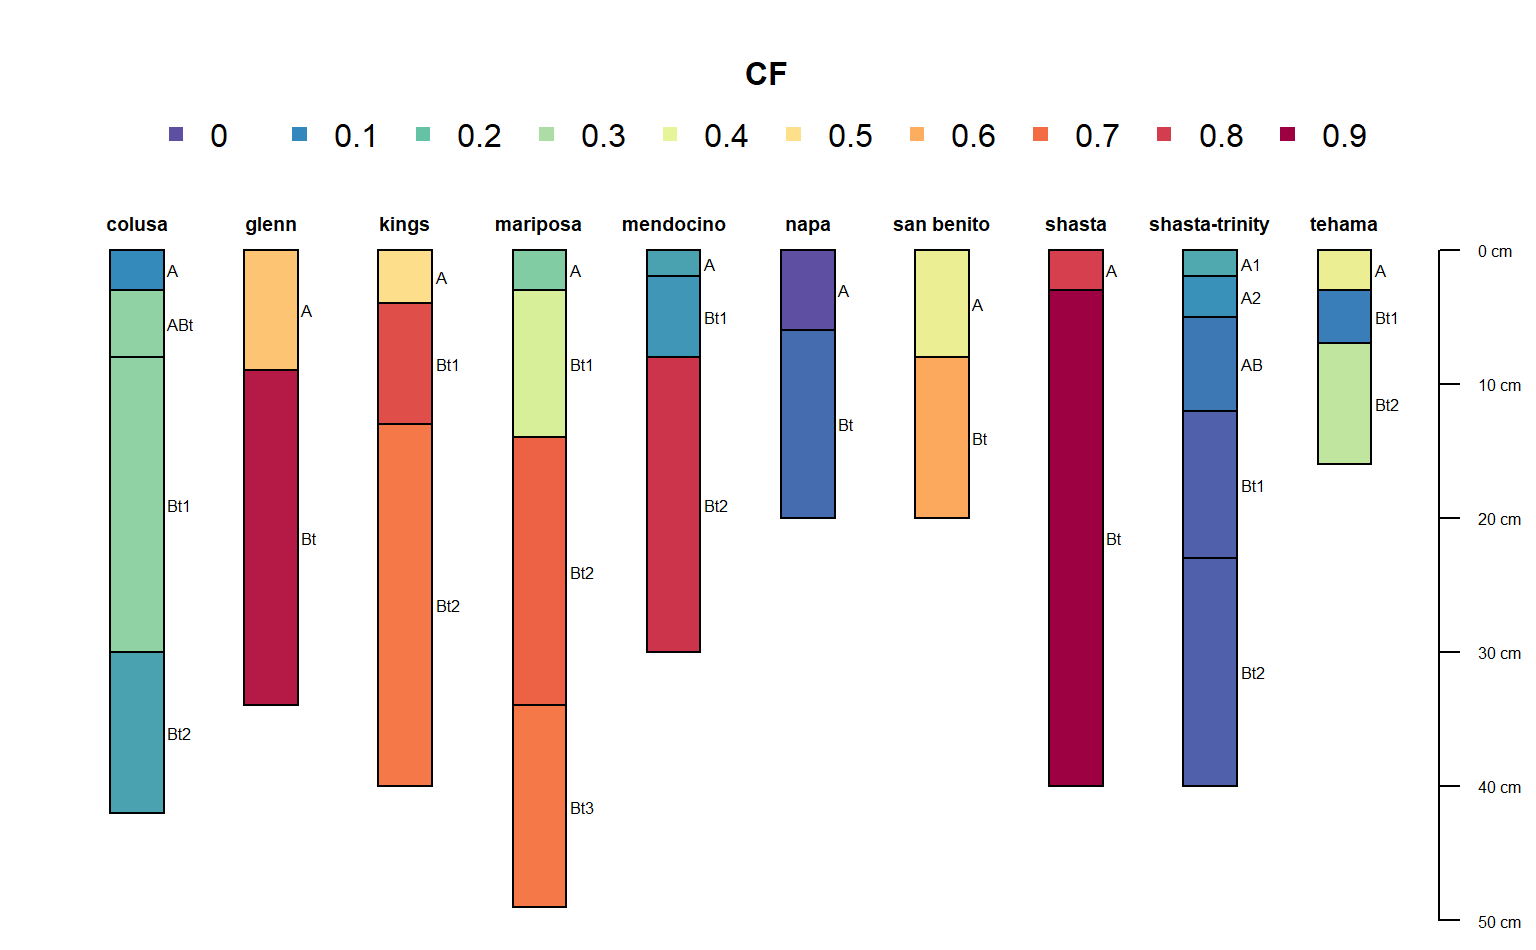 CF
0 0.1 0.2 0.3 0.4 0.5 0.6 0.7 0.8 0.9
colusa glenn kings mariposa mendocino napa san benito shasta shasta-trinity tehama
A ABt Bt1 Bt2
A Bt
A Bt1 Bt2
A Bt1 Bt2 Bt3
A Bt1 Bt2
A Bt
A Bt
A Bt
A1 A2 AB Bt1 Bt2
A Bt1 Bt2
0 cm
10 cm
20 cm
30 cm
40 cm
50 cm